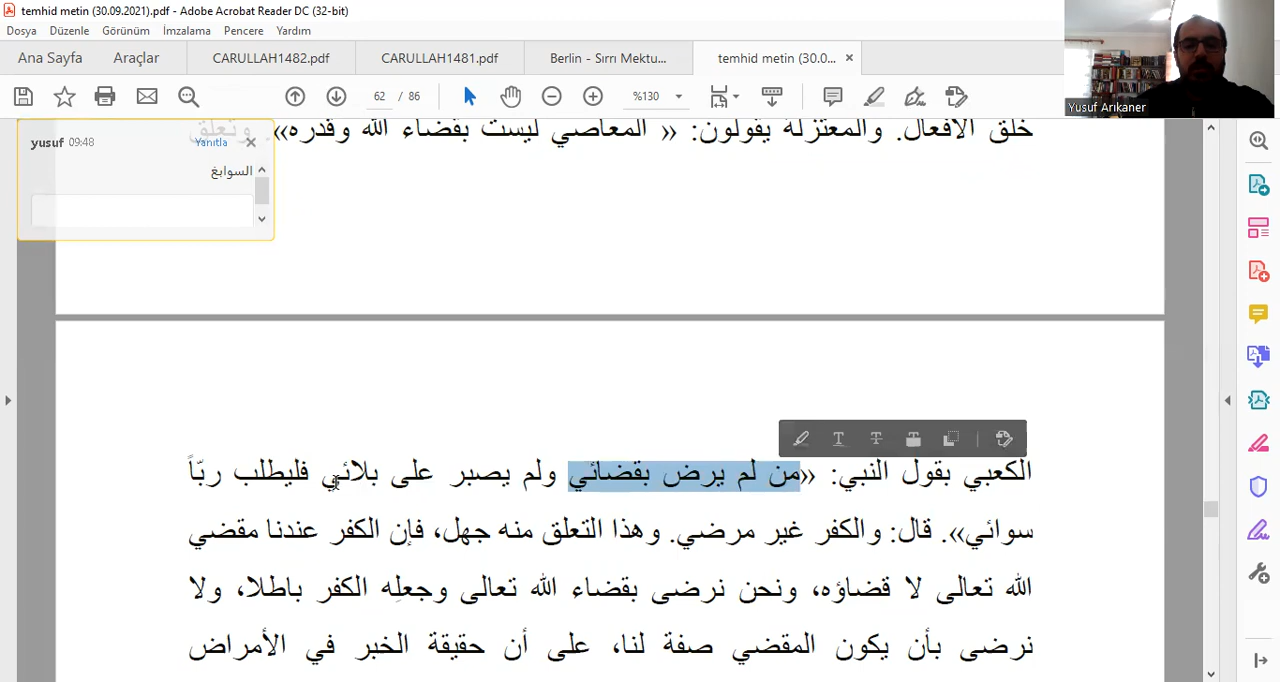 temhid metin (30.09.2021).pdf - Adobe Acrobat Reader DC (32-bit)
Dosya Düzenle Görünüm İmzalama Pencere Yardım
Ana Sayfa Araçlar CARULLAH1482.pdf CARULLAH1481.pdf Berlin - Sırrı Mektu... temhid metin (30.0...
62 / 86 %130
Yusuf Arıkaner
yusuf 09:48 Yanıtla
السوابغ
خلق الأفعال. والمعتزلة يقولون: « المعاصي ليست بقضاء الله وقدره» وتعلق
الكعبي بقول النبي: «من لم يرض بقضائي ولم يصبر على بلائي فليطلب ربّاً
سوائي». قال: والكفر غير مرضي. وهذا التعلق منه جهل، فإن الكفر عندنا مقضي
الله تعالى لا قضاؤه، ونحن نرضى بقضاء الله تعالى وجعلِه الكفر باطلا، ولا
نرضى بأن يكون المقضي صفة لنا، على أن حقيقة الخبر في الأمراض